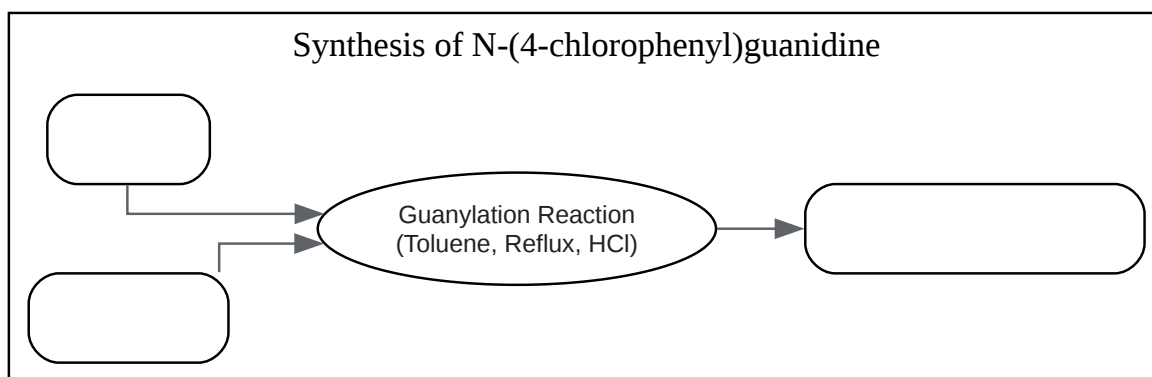 Synthesis of N-(4-chlorophenyl)guanidine
Guanylation Reaction
(Toluene, Reflux, HCl)